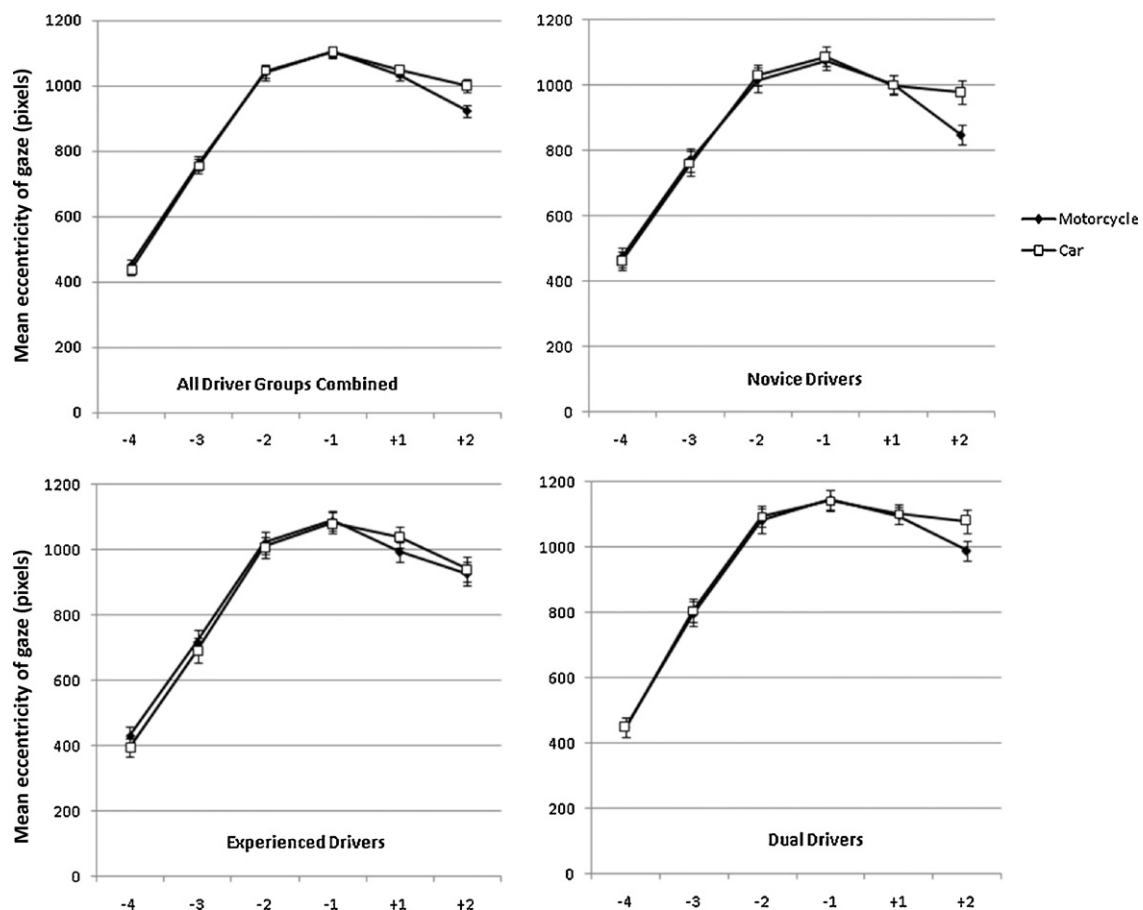 Mean eccentricity of gaze (pixels)
1200
1000
800
600
400
200
0
All Driver Groups Combined
-4 -3 -2 -1 +1 +2
1200
1000
800
600
400
200
0
Novice Drivers
-4 -3 -2 -1 +1 +2
Motorcycle
Car
Mean eccentricity of gaze (pixels)
1200
1000
800
600
400
200
0
Experienced Drivers
-4 -3 -2 -1 +1 +2
1200
1000
800
600
400
200
0
Dual Drivers
-4 -3 -2 -1 +1 +2